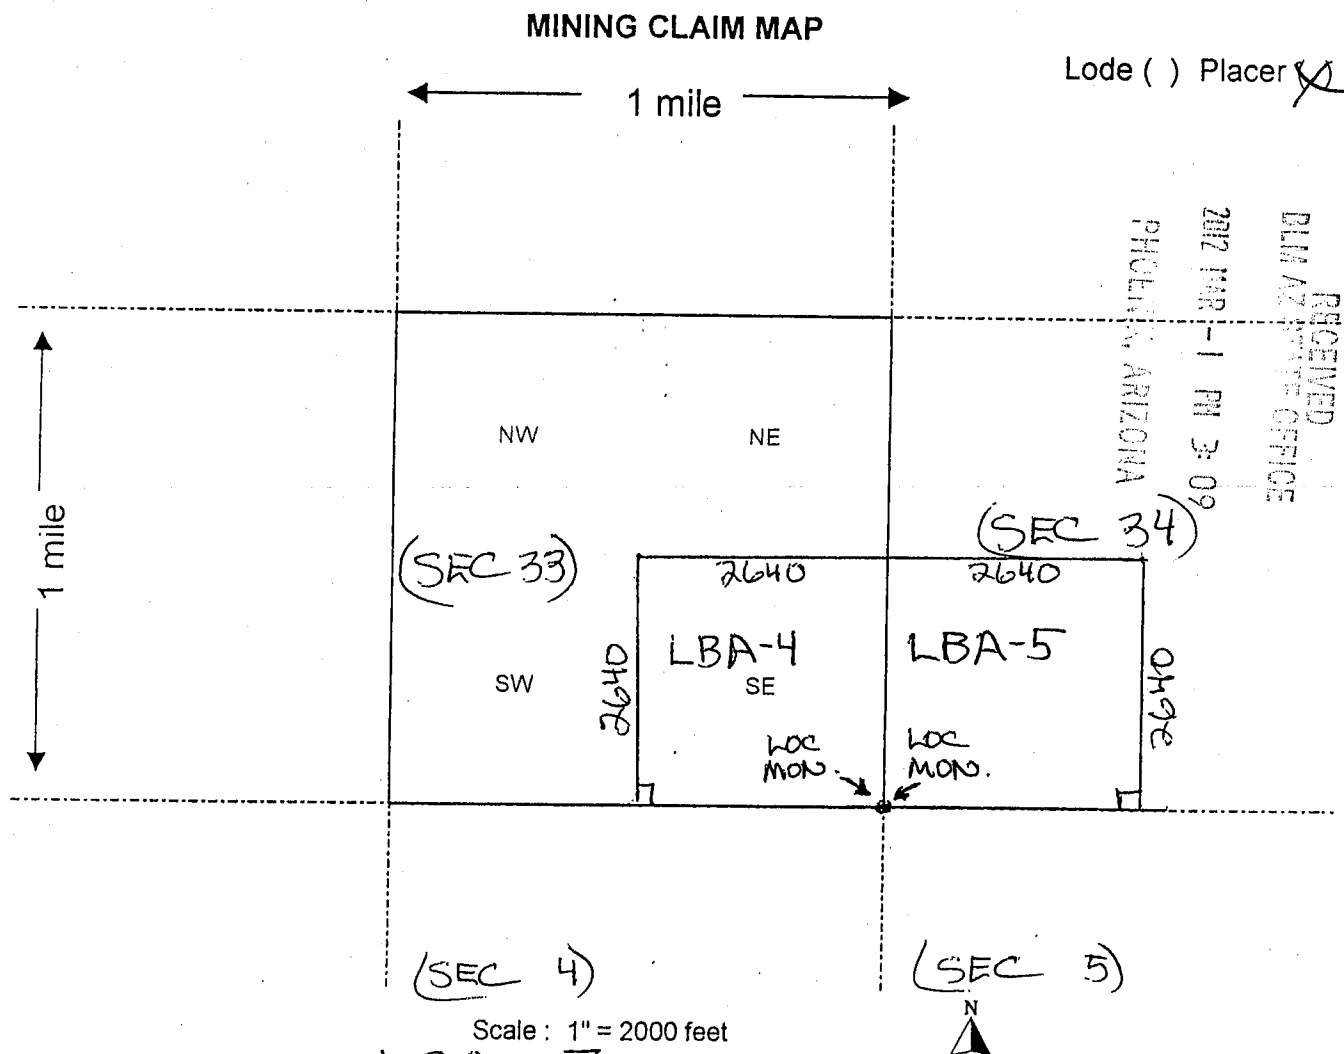 MINING CLAIM MAP
Lode ( ) Placer
1 mile
RECEIVED
BLM AZ STATE OFFICE
2012 MAR -1 PM 3:09
PHOENIX, ARIZONA
NW
NE
1 mile
(SEC 33)
(SEC 34)
2640
2640
LBA-4
LBA-5
SW
SE
2640
2640
LOC
MON.
LOC
MON.
(SEC 4)
(SEC 5)
N
Scale : 1" = 2000 feet